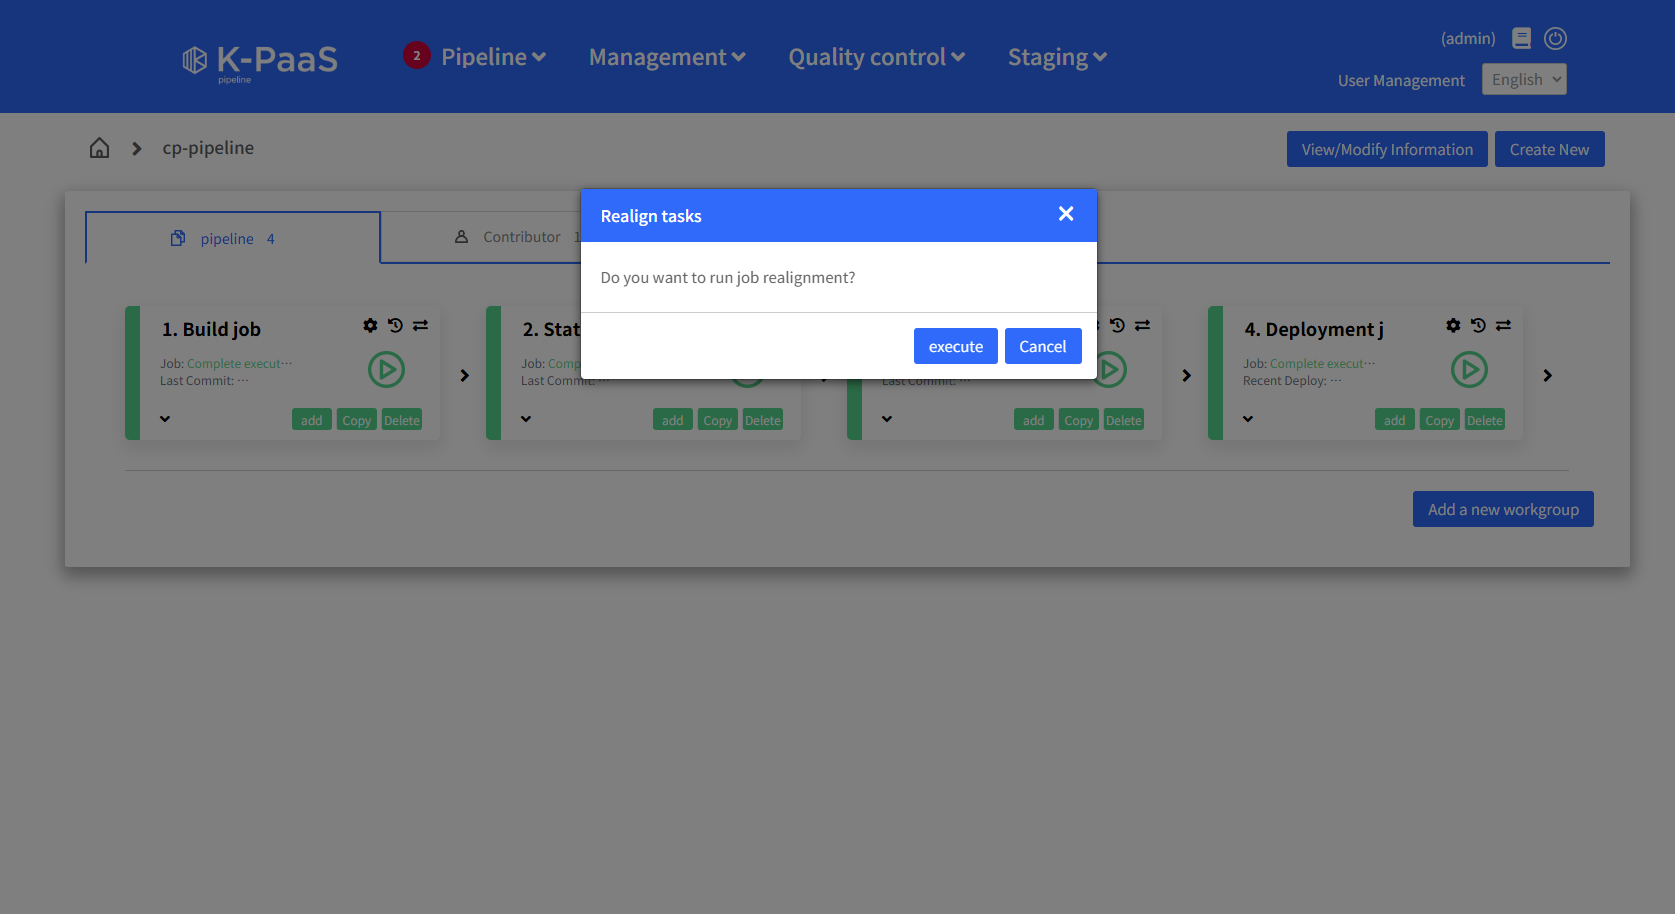 K-PaaS
pipeline
2 Pipeline
Management
Quality control
Staging
(admin)
User Management
English
cp-pipeline
View/Modify Information
Create New
pipeline 4
Contributor 1
Realign tasks
Do you want to run job realignment?
execute
Cancel
1. Build job
Job: Complete execut···
Last Commit: ···
add
Copy
Delete
2. Stat
Job: Comp
Last Commit: ···
add
Copy
Delete
Last Commit: ···
add
Copy
Delete
4. Deployment j
Job: Complete execut···
Recent Deploy: ···
add
Copy
Delete
Add a new workgroup